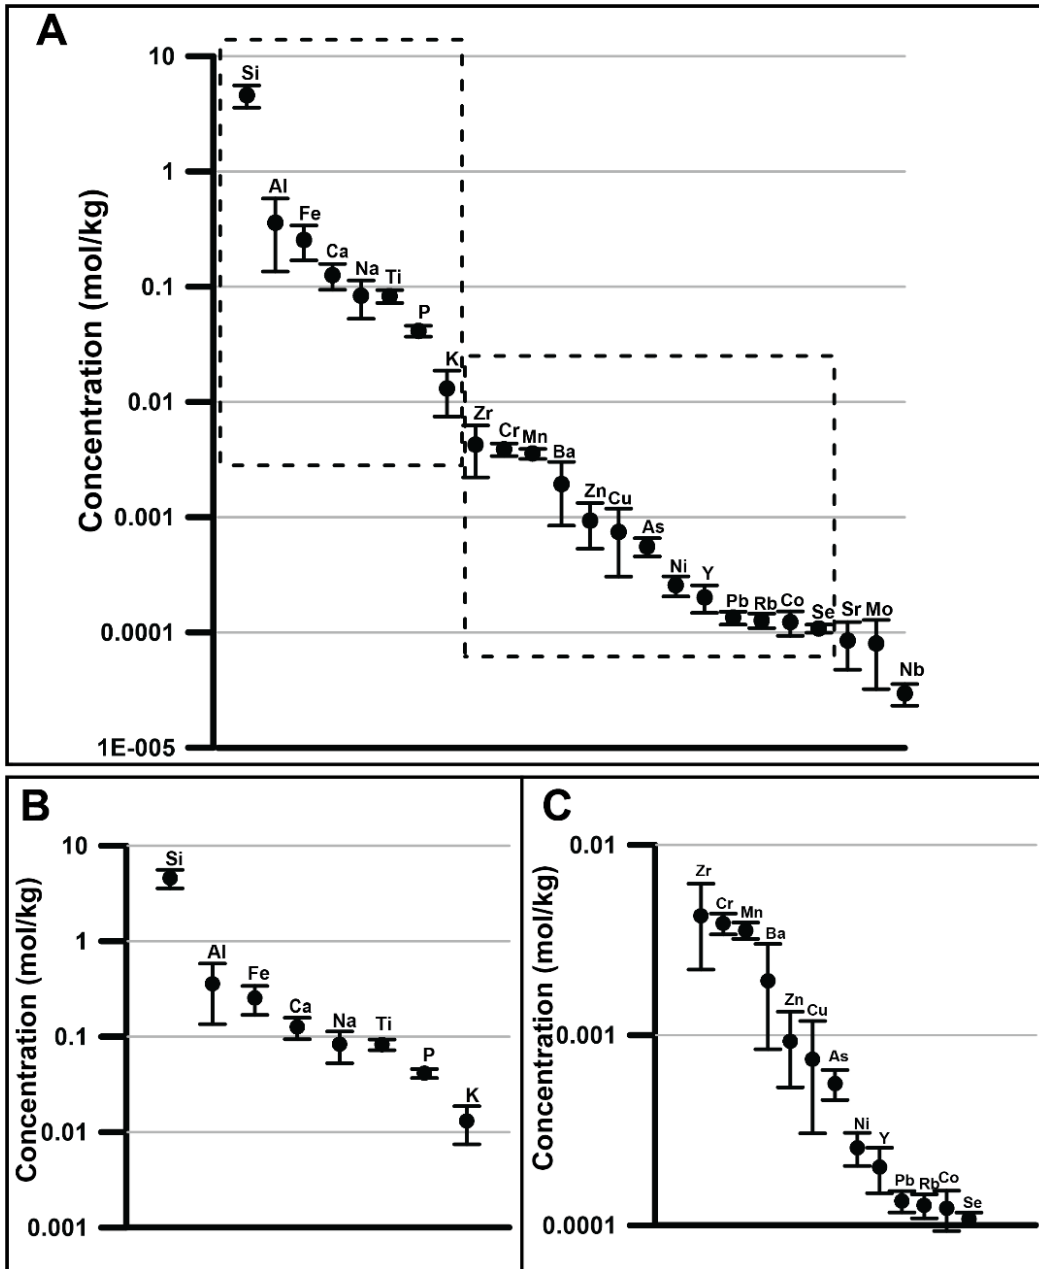 A
Concentration (mol/kg)
10
1
0.1
0.01
0.001
0.0001
1E-005
Si
Al
Fe
Ca
Na
Ti
P
K
Zr
Cr
Mn
Ba
Zn
Cu
As
Ni
Y
Pb
Rb
Co
Se
Sr
Mo
Nb
B
Concentration (mol/kg)
10
1
0.1
0.01
0.001
Si
Al
Fe
Ca
Na
Ti
P
K
C
Concentration (mol/kg)
0.01
0.001
0.0001
Zr
Cr
Mn
Ba
Zn
Cu
As
Ni
Y
Pb
Rb
Co
Se